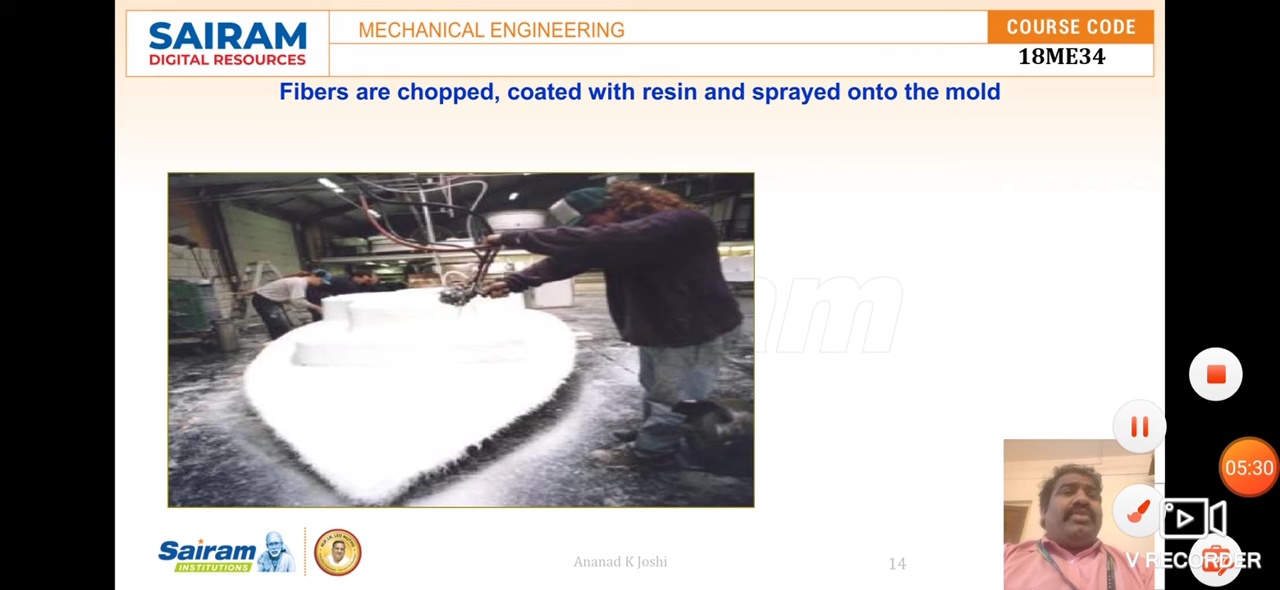 SAIRAM
DIGITAL RESOURCES
MECHANICAL ENGINEERING
COURSE CODE
18ME34
Fibers are chopped, coated with resin and sprayed onto the mold
am
05:30
Sairam
INSTITUTIONS
Ananad K Joshi
14
V RECORDER